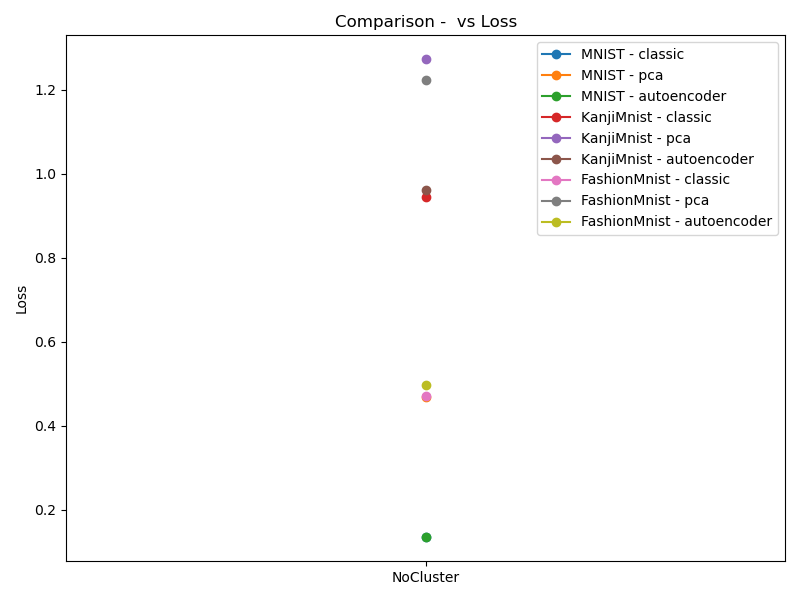 Comparison -  vs Loss
MNIST - classic
MNIST - pca
MNIST - autoencoder
KanjiMnist - classic
KanjiMnist - pca
KanjiMnist - autoencoder
FashionMnist - classic
FashionMnist - pca
FashionMnist - autoencoder
1.2
1.0
0.8
0.6
0.4
0.2
Loss
NoCluster